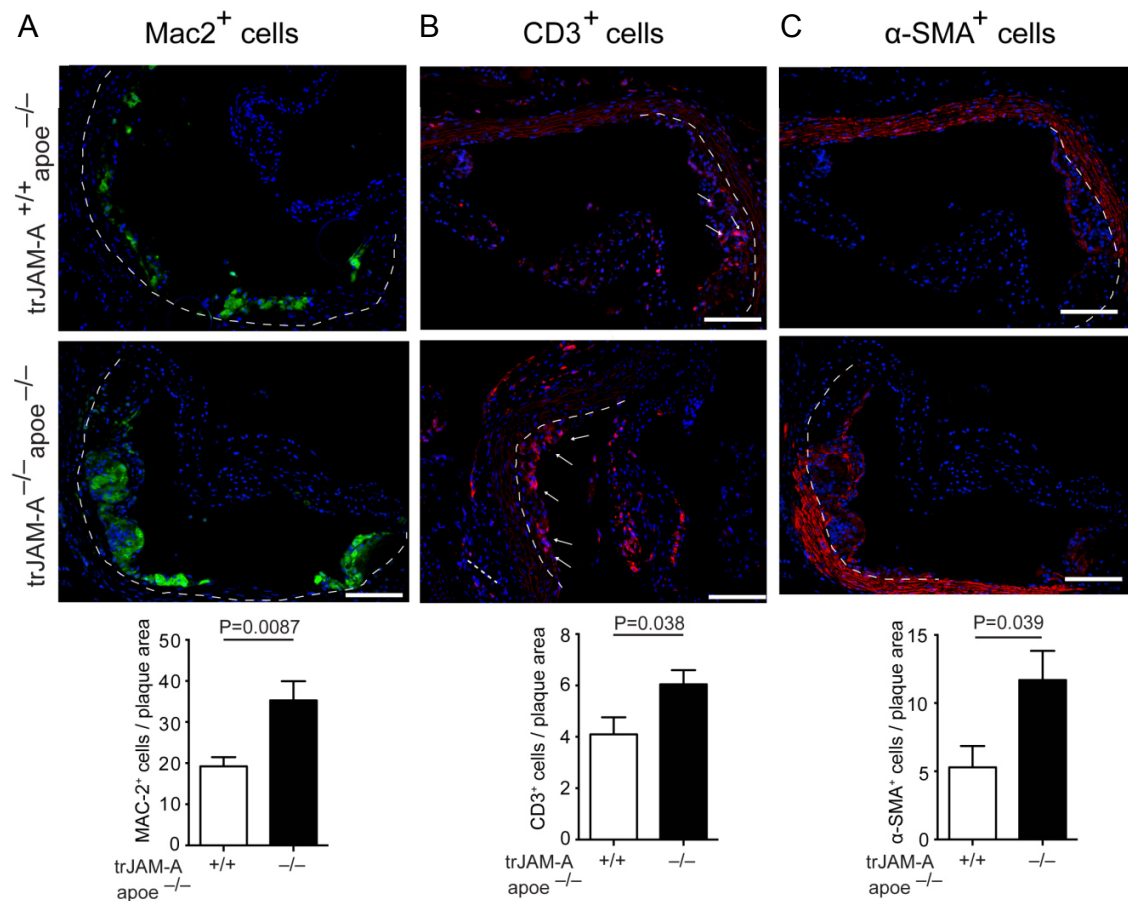 A Mac2⁺ cells
B CD3⁺ cells
C α-SMA⁺ cells
trJAM-A⁺/⁺apoe⁻/⁻
trJAM-A⁻/⁻apoe⁻/⁻
P=0.0087
MAC-2⁺ cells / plaque area
50
40
30
20
10
0
trJAM-A +/+ –/–
apoe ⁻/⁻
P=0.038
CD3⁺ cells / plaque area
8
6
4
2
0
trJAM-A +/+ –/–
apoe ⁻/⁻
P=0.039
α-SMA⁺ cells / plaque area
15
10
5
0
trJAM-A +/+ –/–
apoe ⁻/⁻